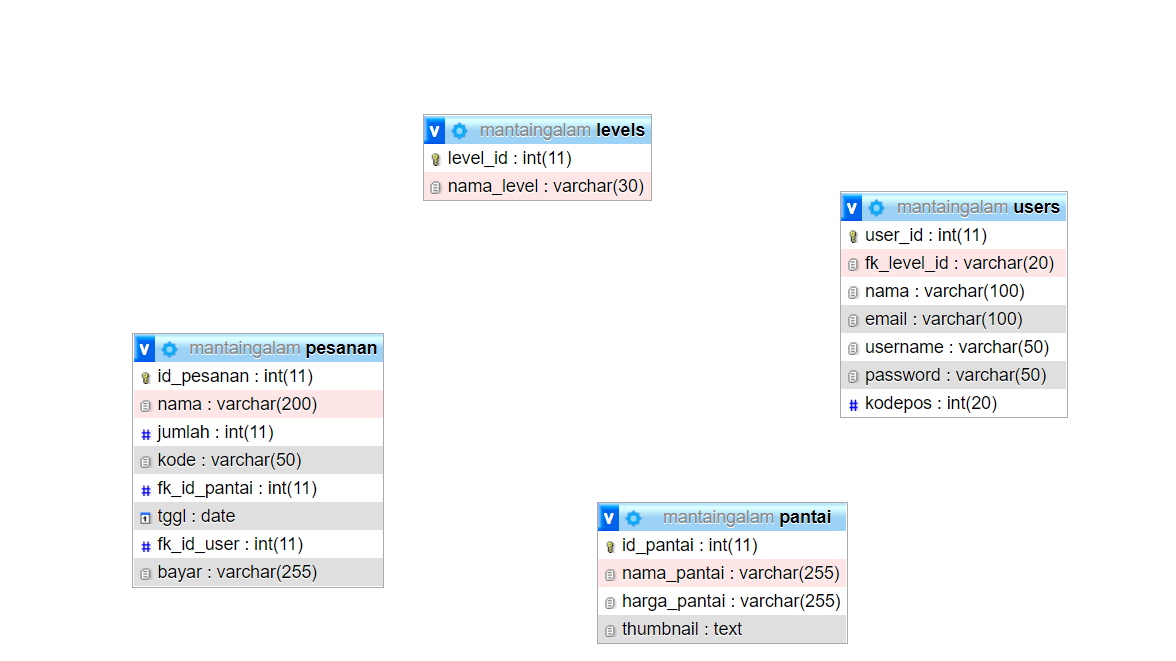 v mantaingalam levels
level_id : int(11)
nama_level : varchar(30)
v mantaingalam users
user_id : int(11)
fk_level_id : varchar(20)
nama : varchar(100)
email : varchar(100)
username : varchar(50)
password : varchar(50)
# kodepos : int(20)
v mantaingalam pesanan
id_pesanan : int(11)
nama : varchar(200)
# jumlah : int(11)
kode : varchar(50)
# fk_id_pantai : int(11)
tggl : date
# fk_id_user : int(11)
bayar : varchar(255)
v mantaingalam pantai
id_pantai : int(11)
nama_pantai : varchar(255)
harga_pantai : varchar(255)
thumbnail : text